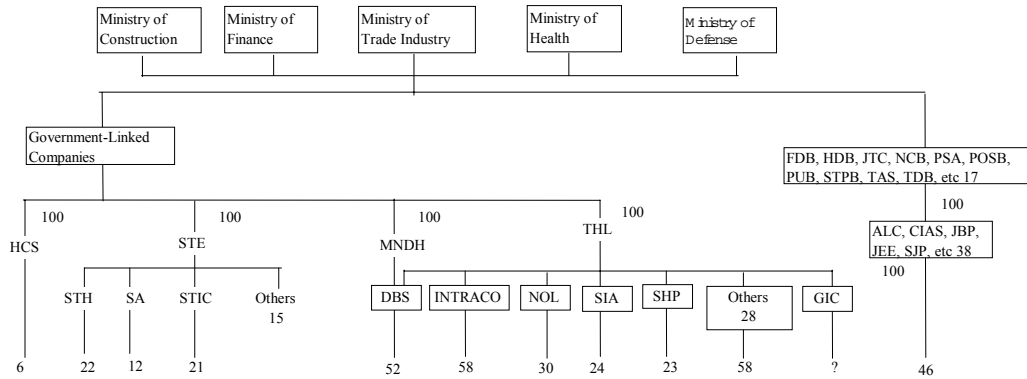 Ministry of
Construction
Ministry of
Finance
Ministry of
Trade Industry
Ministry of
Health
Ministry of
Defense
Government-Linked
Companies
FDB, HDB, JTC, NCB, PSA, POSB,
PUB, STPB, TAS, TDB, etc 17
100
100
100
100
100
HCS
STE
MNDH
THL
ALC, CIAS, JBP,
JEE, SJP, etc 38
100
STH
SA
STIC
Others
15
DBS
INTRACO
NOL
SIA
SHP
Others
28
GIC
6
22
12
21
52
58
30
24
23
58
?
46